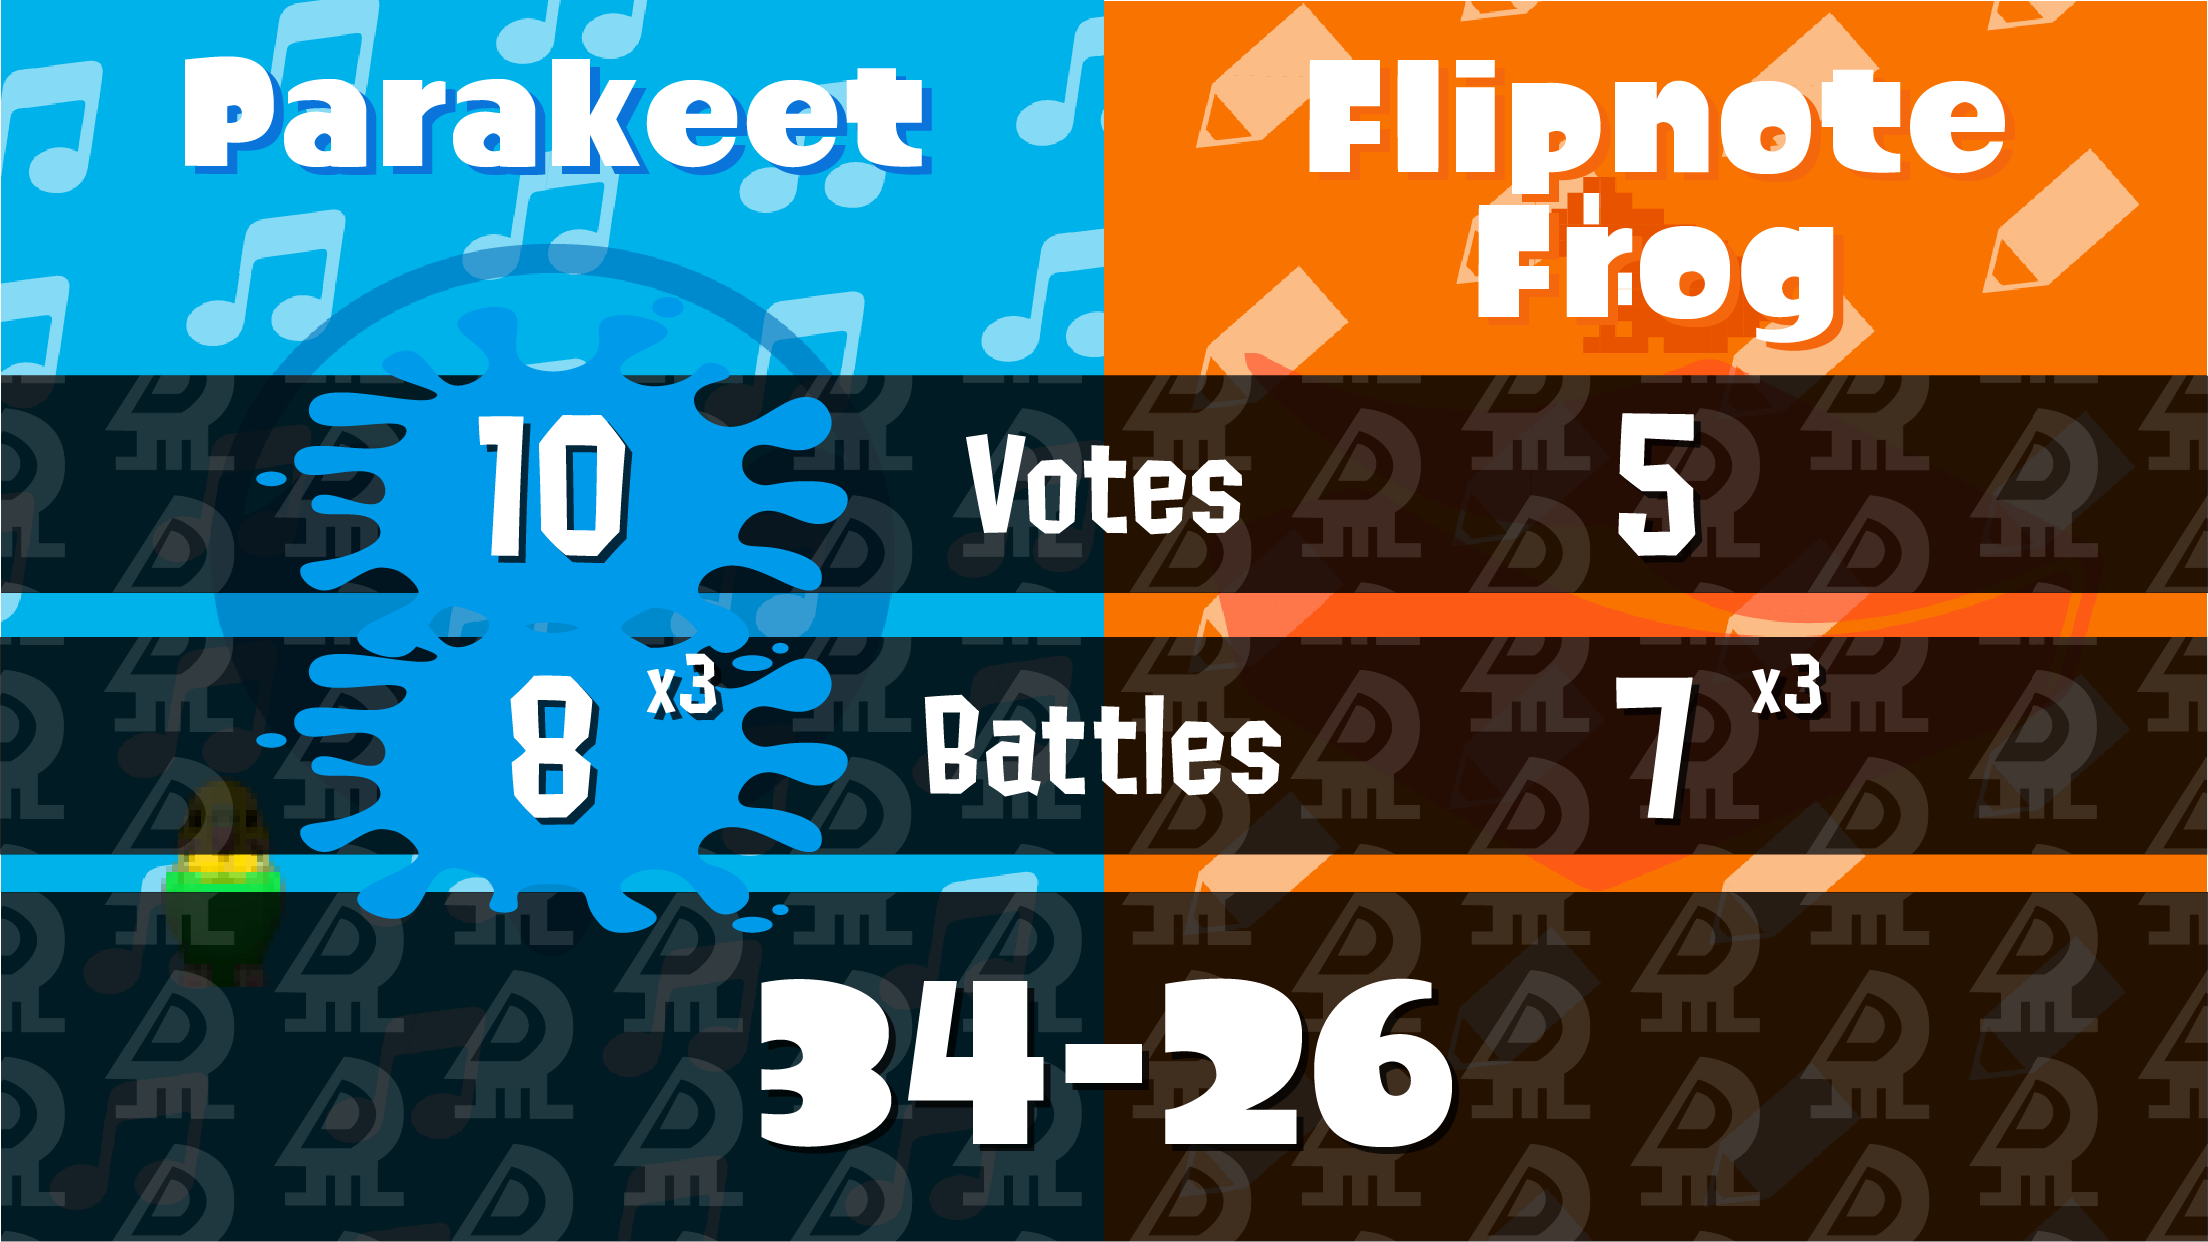 Parakeet
Flipnote
Frog
10 Votes 5
8 x3 Battles 7 x3
34-26